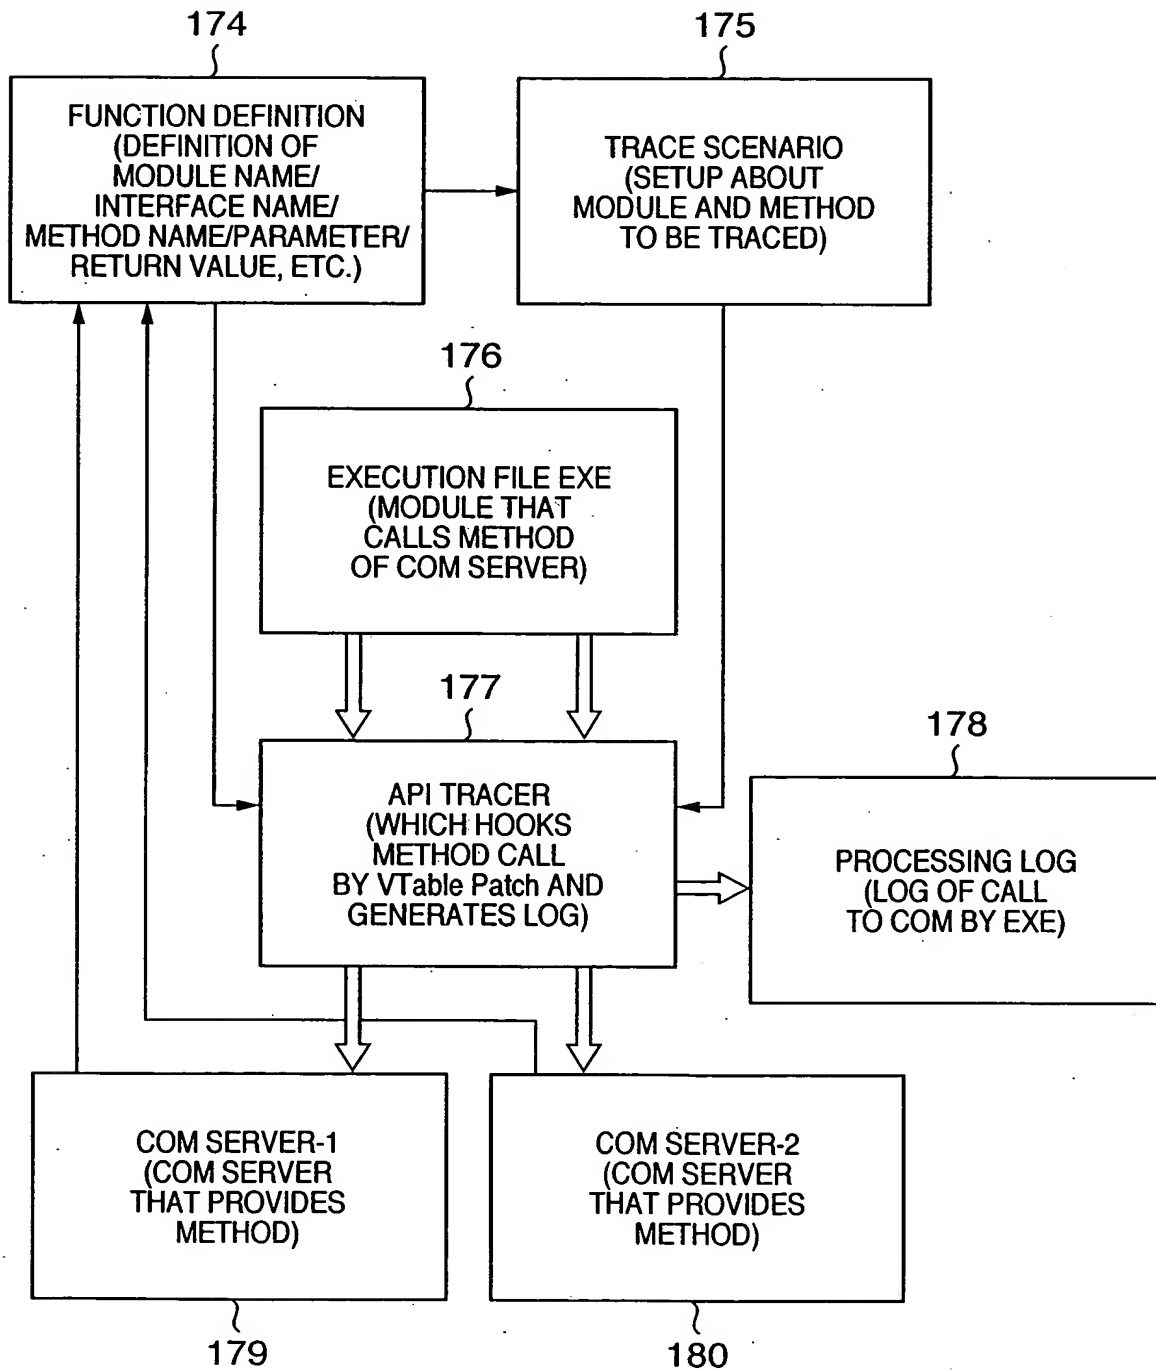 174
175
FUNCTION DEFINITION
(DEFINITION OF
MODULE NAME/
INTERFACE NAME/
METHOD NAME/PARAMETER/
RETURN VALUE, ETC.)
TRACE SCENARIO
(SETUP ABOUT
MODULE AND METHOD
TO BE TRACED)
176
EXECUTION FILE EXE
(MODULE THAT
CALLS METHOD
OF COM SERVER)
177
API TRACER
(WHICH HOOKS
METHOD CALL
BY VTable Patch AND
GENERATES LOG)
178
PROCESSING LOG
(LOG OF CALL
TO COM BY EXE)
COM SERVER-1
(COM SERVER
THAT PROVIDES
METHOD)
179
COM SERVER-2
(COM SERVER
THAT PROVIDES
METHOD)
180